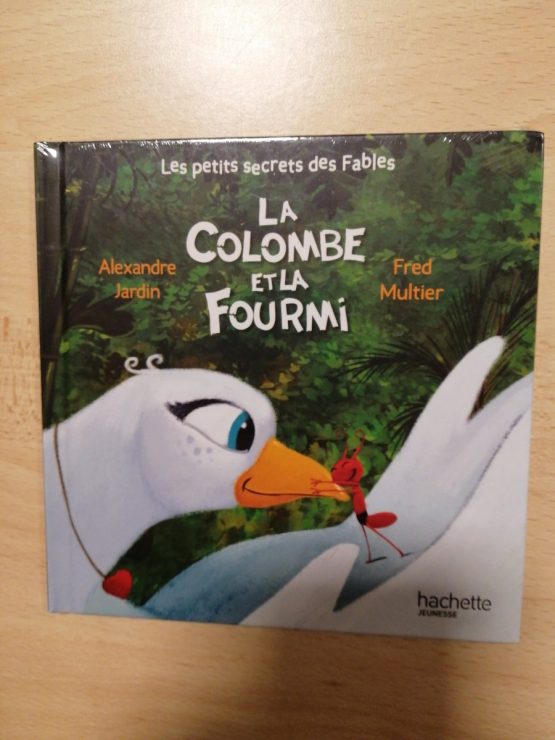 Les petits secrets des Fables
LA
COLOMBE
ET LA
FOURMi
Alexandre
Jardin
Fred
Multier
hachette
JEUNESSE